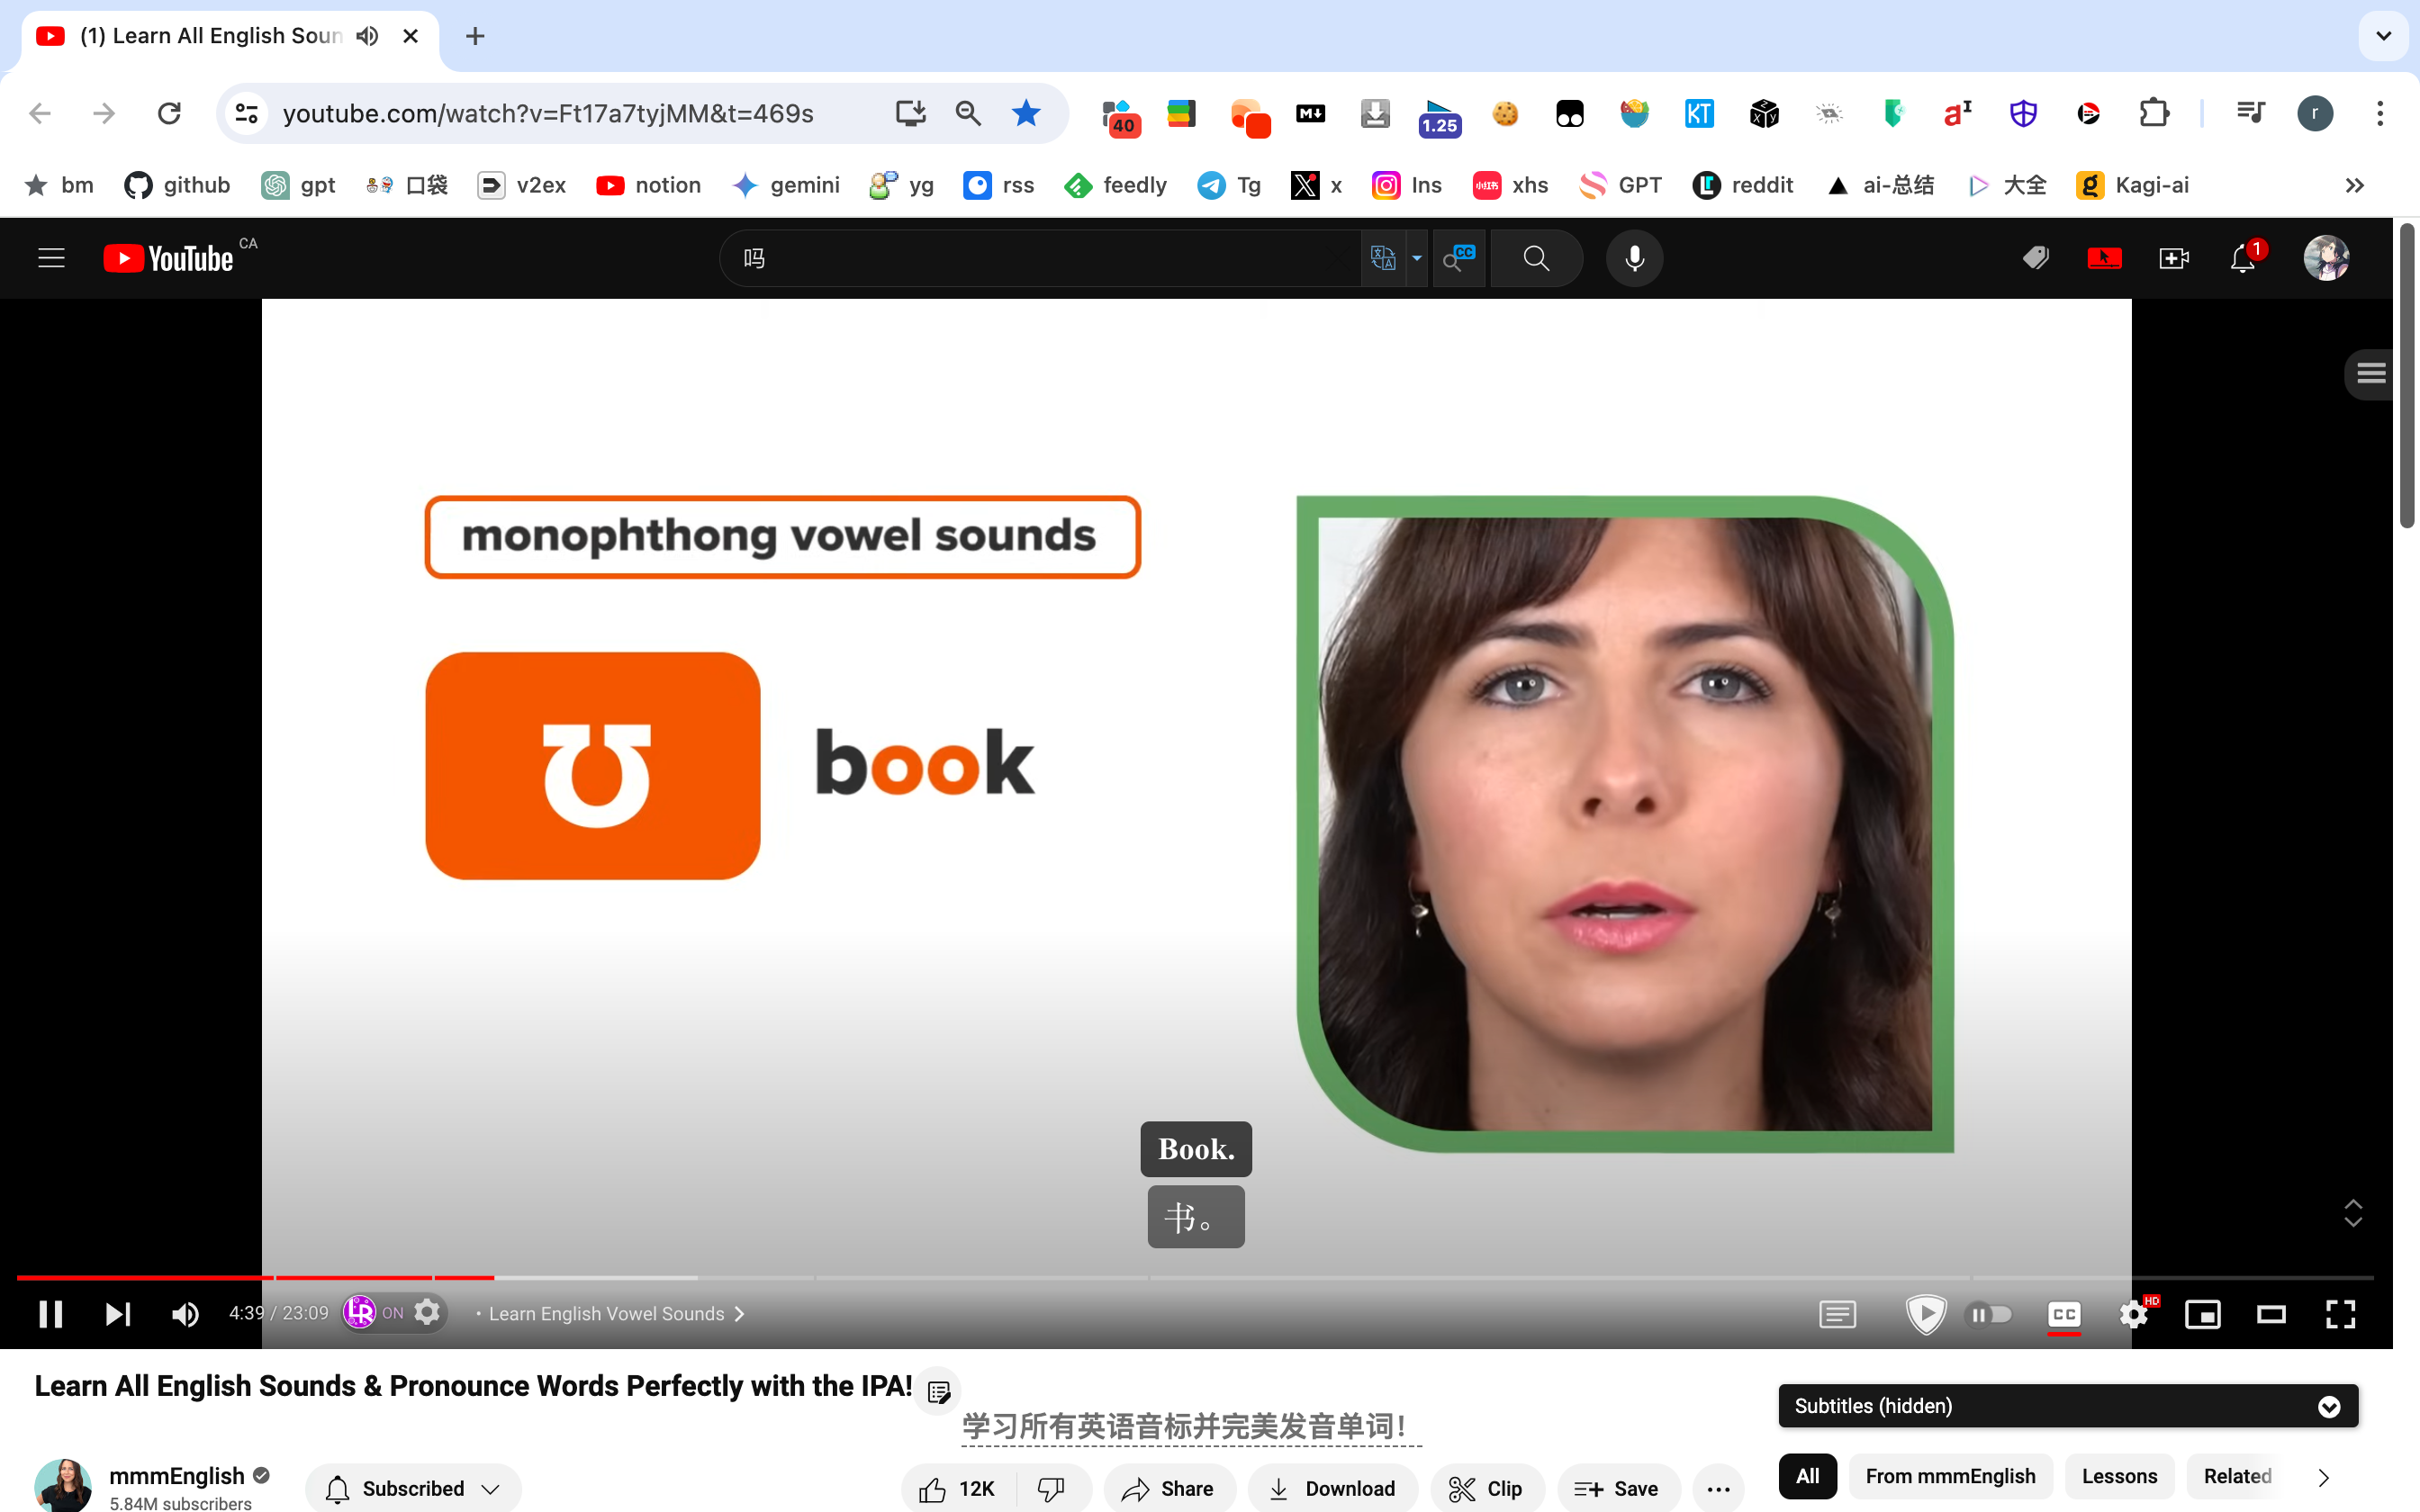 (1) Learn All English Soun
youtube.com/watch?v=Ft17a7tyjMM&t=469s
40
1.25
KT
r
bm github gpt 口袋 v2ex notion gemini yg rss feedly Tg x Ins xhs GPT reddit ai-总结 大全 Kagi-ai
YouTube CA
吗
CC
1
monophthong vowel sounds
ʊ book
Book.
书。
4:39 / 23:09 LR ON • Learn English Vowel Sounds
CC HD
Learn All English Sounds & Pronounce Words Perfectly with the IPA!
学习所有英语音标并完美发音单词！
Subtitles (hidden)
mmmEnglish
5.84M subscribers
Subscribed
12K Share Download Clip Save
All From mmmEnglish Lessons Related